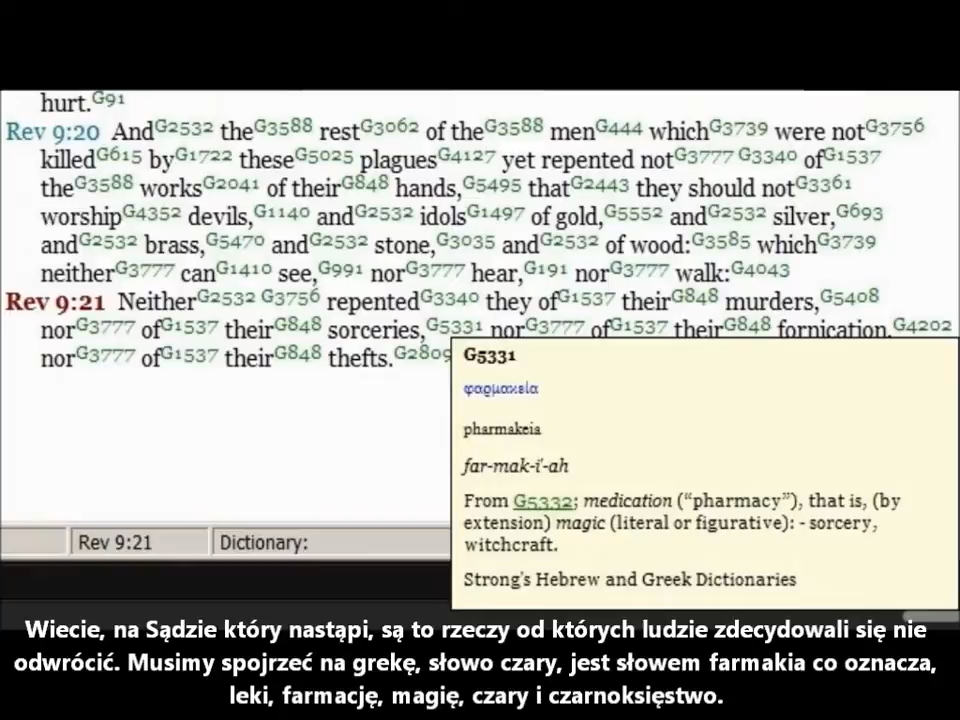 hurt.G91
Rev 9:20 AndG2532 theG3588 restG3062 of theG3588 menG444 whichG3739 were notG3756
killedG615 byG1722 theseG5025 plaguesG4127 yet repented notG3777 G3340 ofG1537
theG3588 worksG2041 of theirG848 hands,G5495 thatG2443 they should notG3361
worshipG4352 devils,G1140 andG2532 idolsG1497 of gold,G5552 andG2532 silver,G693
andG2532 brass,G5470 andG2532 stone,G3035 andG2532 of wood:G3585 whichG3739
neitherG3777 canG1410 see,G991 norG3777 hear,G191 norG3777 walk:G4043
Rev 9:21 NeitherG2532 G3756 repentedG3340 they ofG1537 theirG848 murders,G5408
norG3777 ofG1537 theirG848 sorceries,G5331 norG3777 ofG1537 theirG848 fornication,G4202
norG3777 ofG1537 theirG848 thefts.G2809
G5331
φαρμακεία
pharmakeia
far-mak-i'-ah
From G5332; medication (“pharmacy”), that is, (by
extension) magic (literal or figurative): - sorcery,
witchcraft.
Strong's Hebrew and Greek Dictionaries
Rev 9:21 Dictionary:
Wiecie, na Sądzie który nastąpi, są to rzeczy od których ludzie zdecydowali się nie
odwrócić. Musimy spojrzeć na grekę, słowo czary, jest słowem farmakia co oznacza,
leki, farmację, magię, czary i czarnoksięstwo.